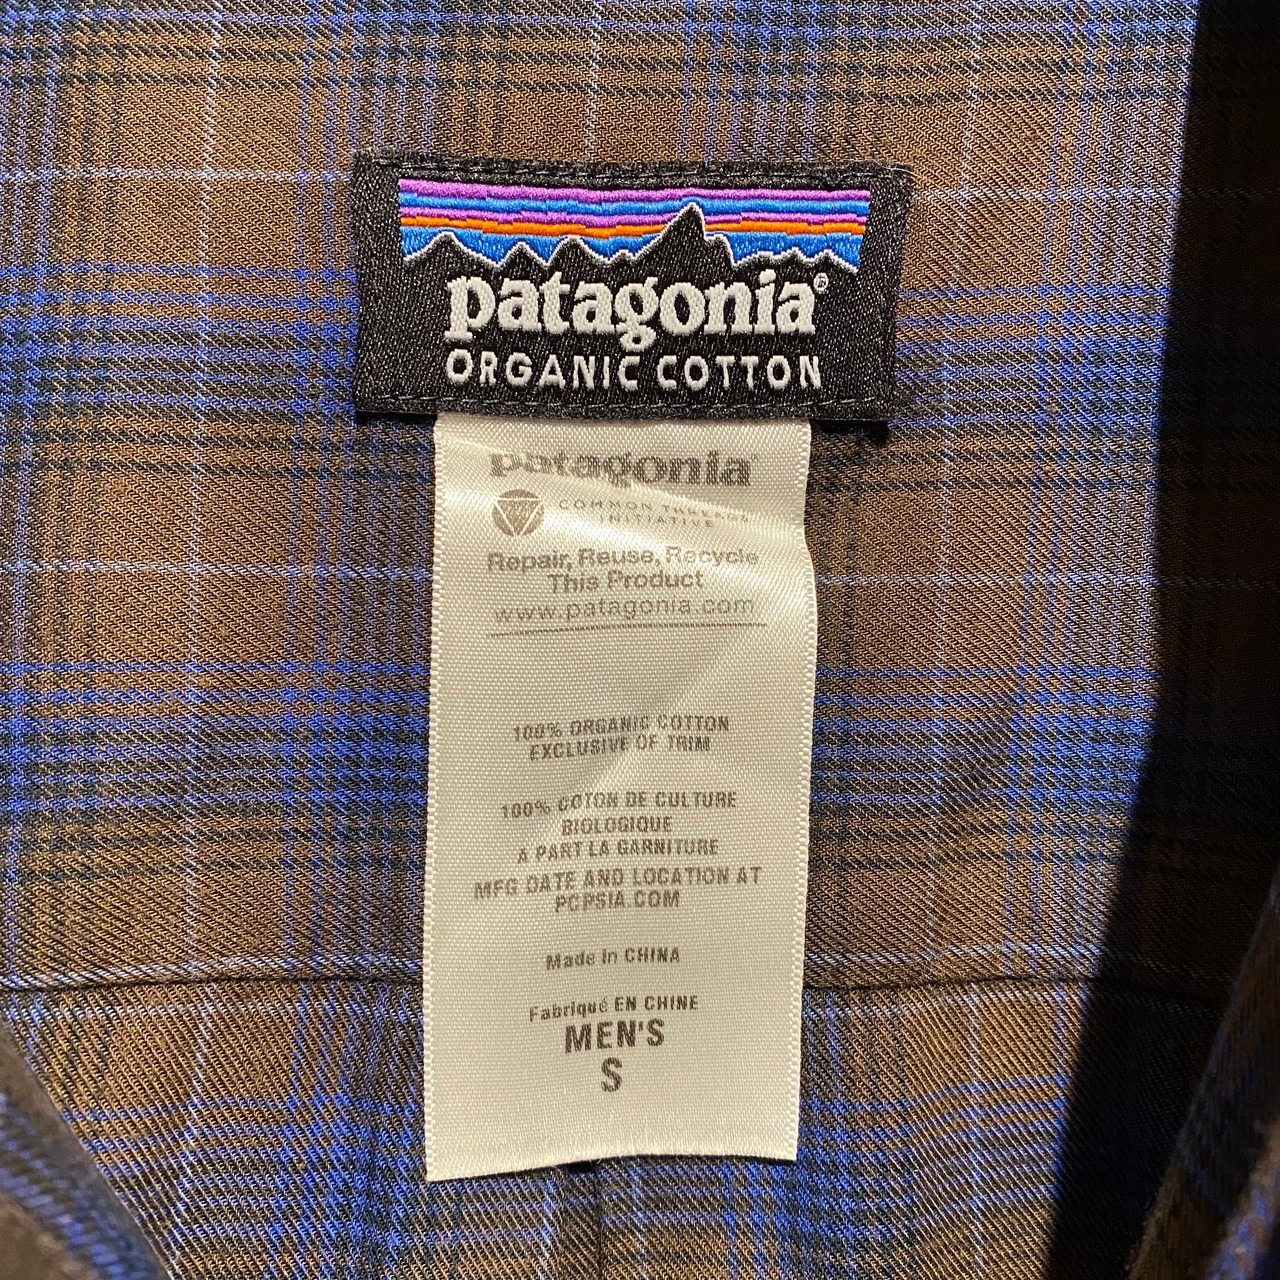 patagonia®
ORGANIC COTTON
patagonia®
COMMON THREADS
INITIATIVE
Repair, Reuse, Recycle
This Product
www.patagonia.com
100% ORGANIC COTTON
EXCLUSIVE OF TRIM
100% COTON DE CULTURE
BIOLOGIQUE
A PART LA GARNITURE
MFG DATE AND LOCATION AT
PCPSIA.COM
Made in CHINA
Fabriqué EN CHINE
MEN'S
S